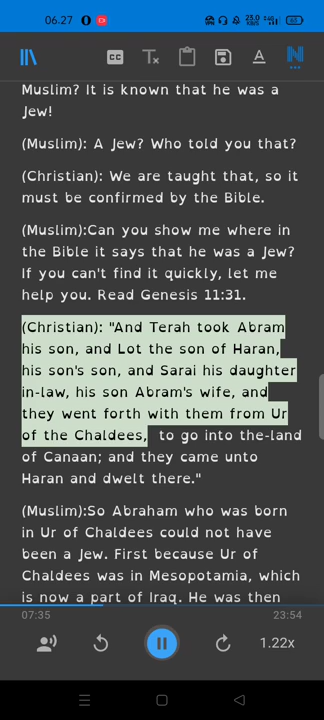 06.27
23.0 KB/S
63
CC
T
A
N
Muslim? It is known that he was a
Jew!
(Muslim): A Jew? Who told you that?
(Christian): We are taught that, so it
must be confirmed by the Bible.
(Muslim):Can you show me where in
the Bible it says that he was a Jew?
If you can't find it quickly, let me
help you. Read Genesis 11:31.
(Christian): "And Terah took Abram
his son, and Lot the son of Haran,
his son's son, and Sarai his daughter
in-law, his son Abram's wife, and
they went forth with them from Ur
of the Chaldees, to go into the-land
of Canaan; and they came unto
Haran and dwelt there."
(Muslim):So Abraham who was born
in Ur of Chaldees could not have
been a Jew. First because Ur of
Chaldees was in Mesopotamia, which
is now a part of Iraq. He was then
07:35
23:54
1.22x